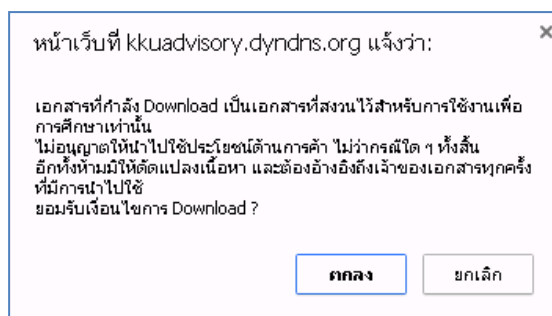 หน้าเว็บที่ kkuadvisory.dyndns.org แจ้งว่า:
เอกสารที่กำลัง Download เป็นเอกสารที่สงวนไว้สำหรับการใช้งานเพื่อ
การศึกษาเท่านั้น
ไม่อนุญาตให้นำไปใช้ประโยชน์ด้านการค้า ไม่ว่ากรณีใด ๆ ทั้งสิ้น
อีกทั้งห้ามมิให้ดัดแปลงเนื้อหา และต้องอ้างอิงถึงเจ้าของเอกสารทุกครั้ง
ที่มีการนำไปใช้
ยอมรับเงื่อนไขการ Download ?
ตกลง ยกเลิก